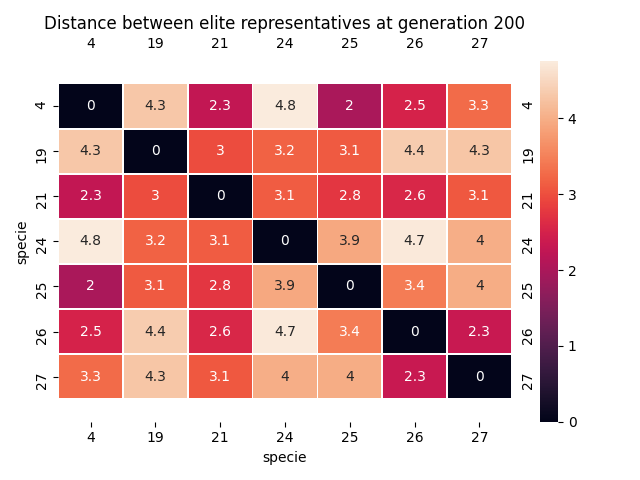 Distance between elite representatives at generation 200
4 19 21 24 25 26 27
4 0 4.3 2.3 4.8 2 2.5 3.3 4
19 4.3 0 3 3.2 3.1 4.4 4.3 19
21 2.3 3 0 3.1 2.8 2.6 3.1 21
24 4.8 3.2 3.1 0 3.9 4.7 4 24
25 2 3.1 2.8 3.9 0 3.4 4 25
26 2.5 4.4 2.6 4.7 3.4 0 2.3 26
27 3.3 4.3 3.1 4 4 2.3 0 27
specie
4 19 21 24 25 26 27
specie
4
3
2
1
0